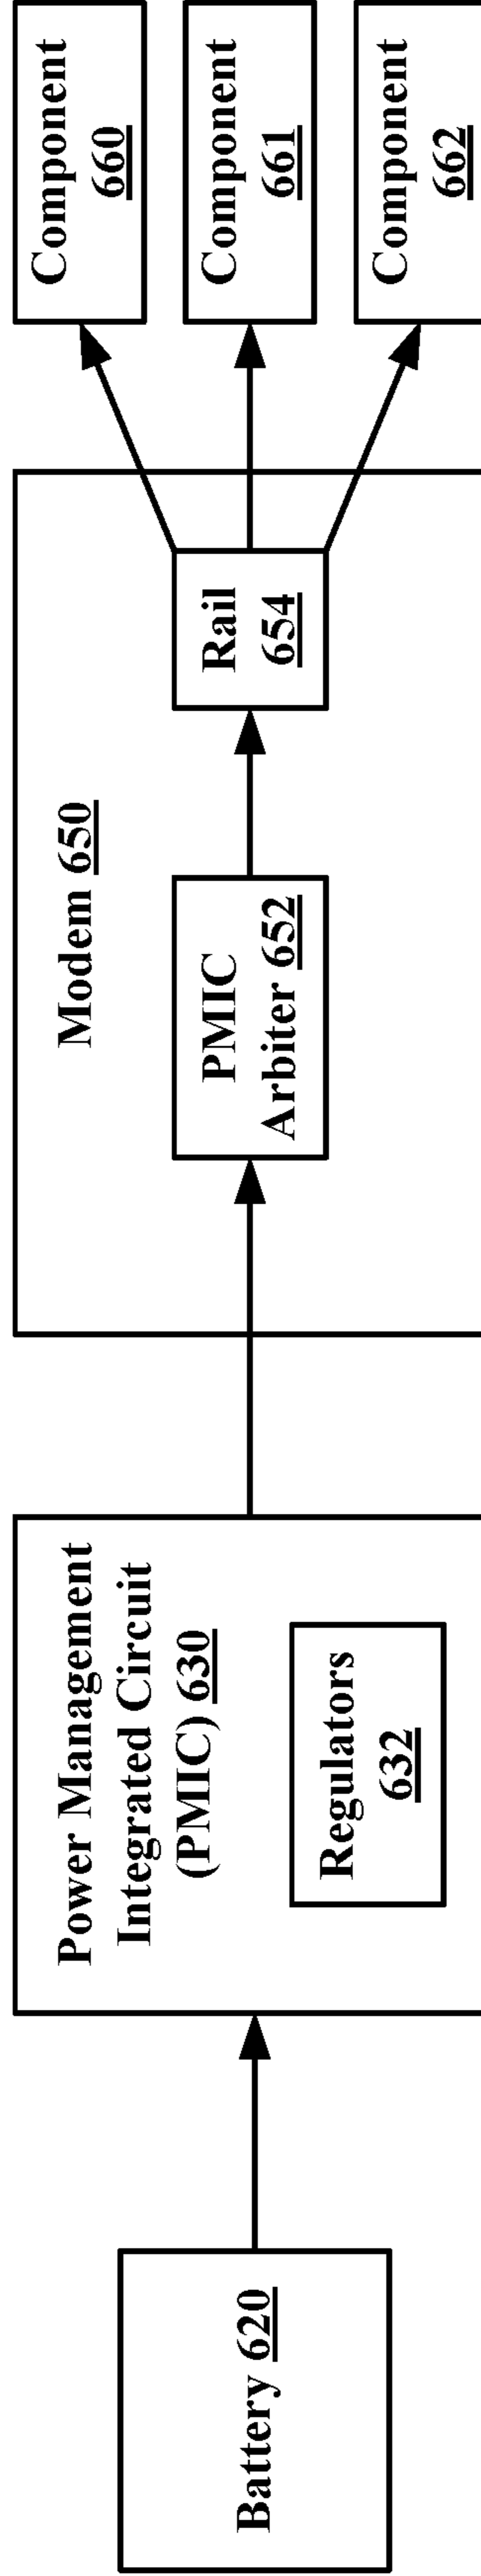 Battery 620
Power Management
Integrated Circuit
(PMIC) 630
Regulators
632
Modem 650
PMIC
Arbiter 652
Rail
654
Component
660
Component
661
Component
662